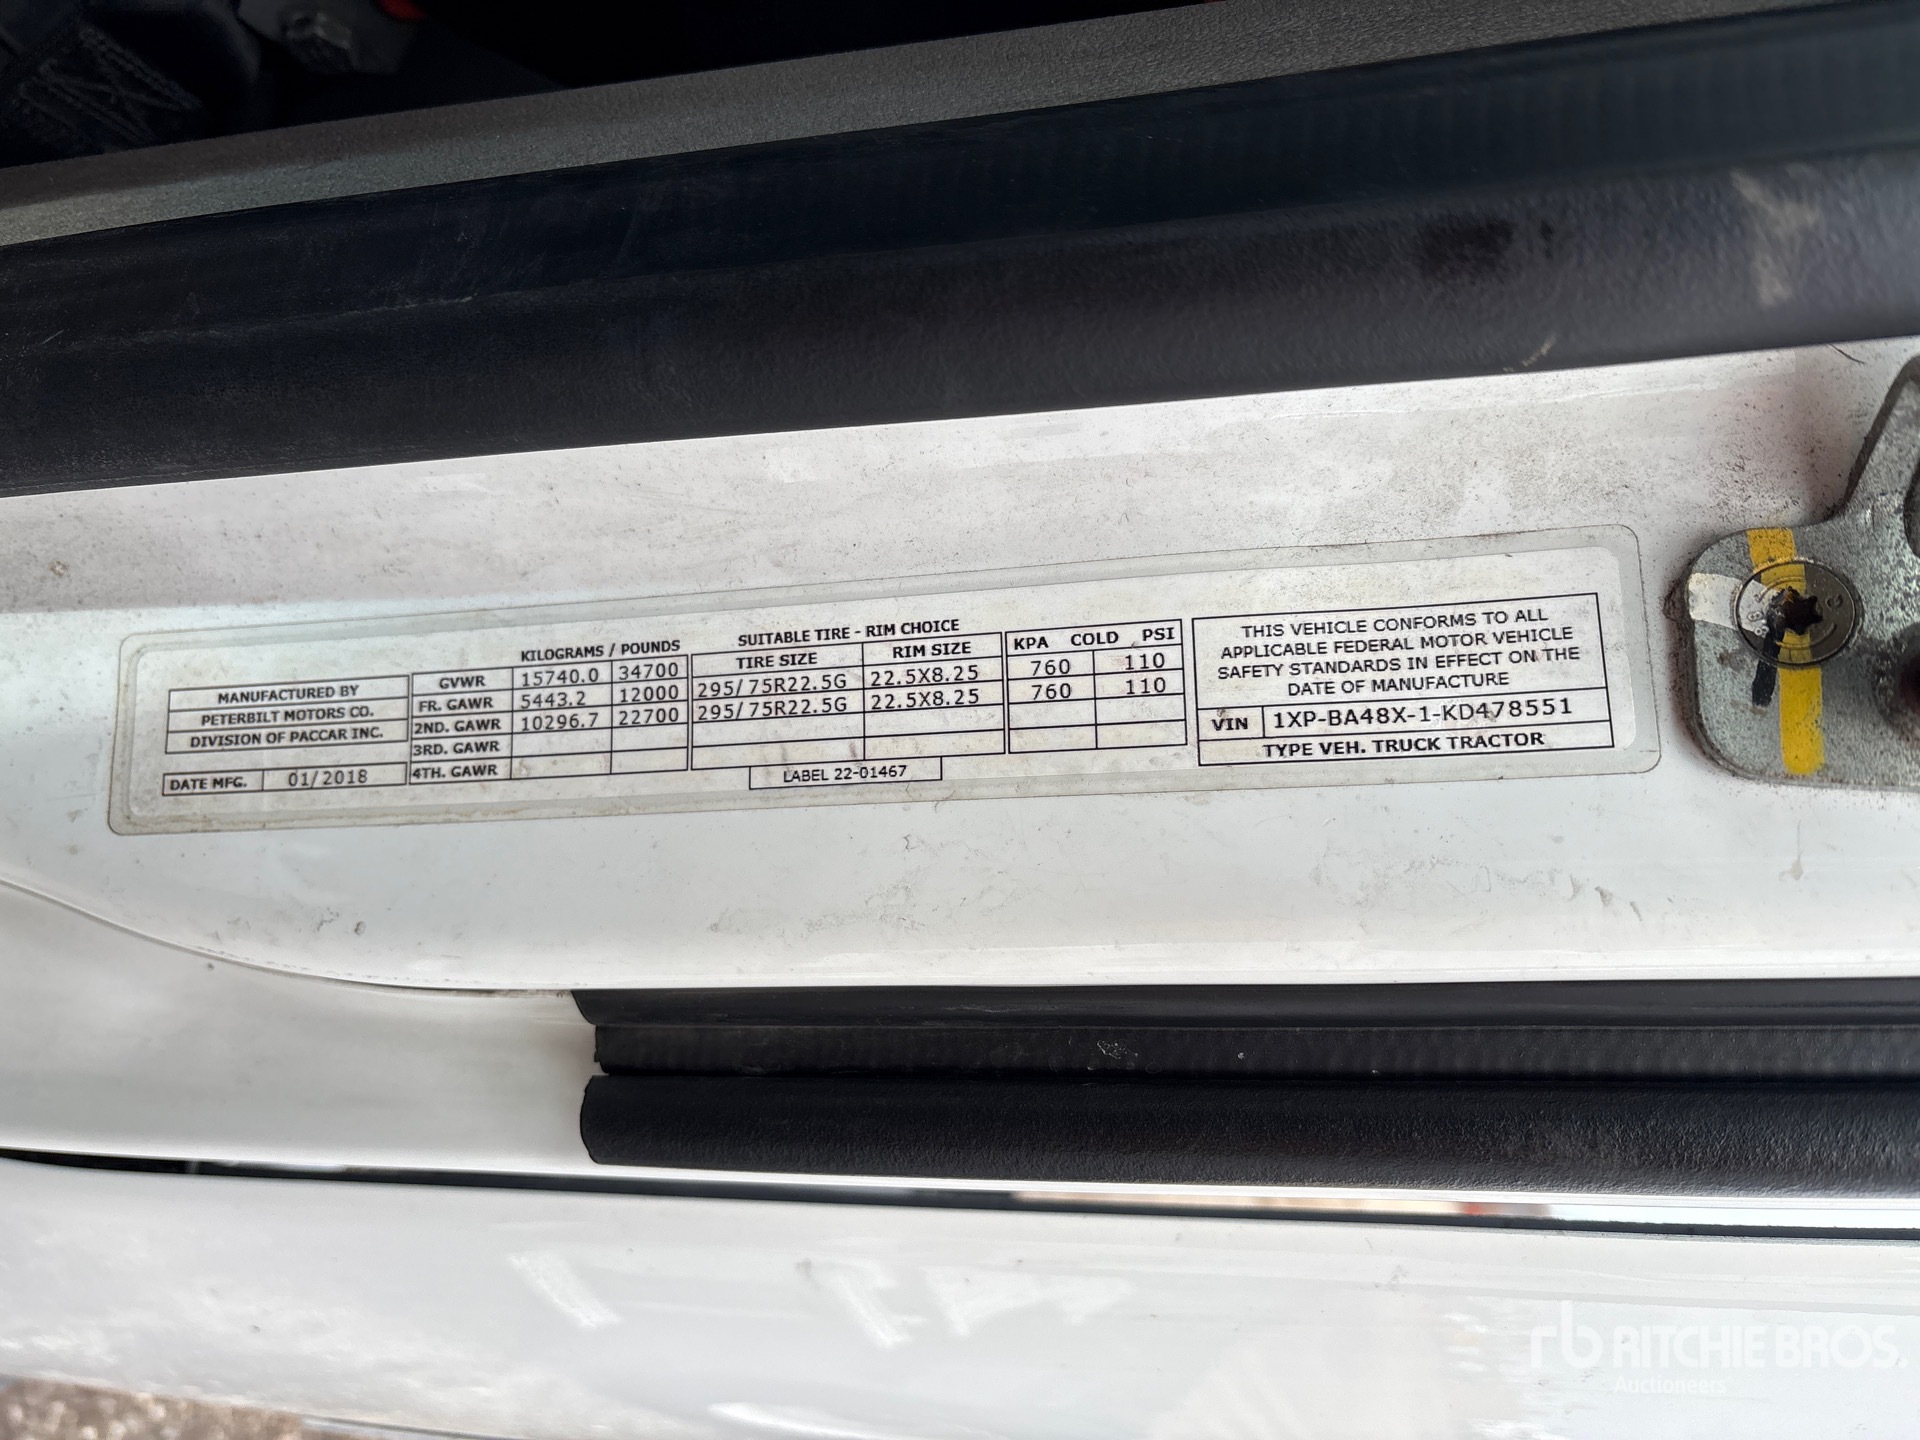 MANUFACTURED BY
PETERBILT MOTORS CO.
DIVISION OF PACCAR INC.
DATE MFG. 01/2018
KILOGRAMS / POUNDS
GVWR 15740.0 34700
FR. GAWR 5443.2 12000
2ND. GAWR 10296.7 22700
3RD. GAWR
4TH. GAWR
SUITABLE TIRE - RIM CHOICE
TIRE SIZE RIM SIZE
295/75R22.5G 22.5X8.25
295/75R22.5G 22.5X8.25
LABEL 22-01467
KPA COLD PSI
760 110
760 110
THIS VEHICLE CONFORMS TO ALL
APPLICABLE FEDERAL MOTOR VEHICLE
SAFETY STANDARDS IN EFFECT ON THE
DATE OF MANUFACTURE
VIN 1XP-BA48X-1-KD478551
TYPE VEH. TRUCK TRACTOR
rb RITCHIE BROS.
Auctioneers